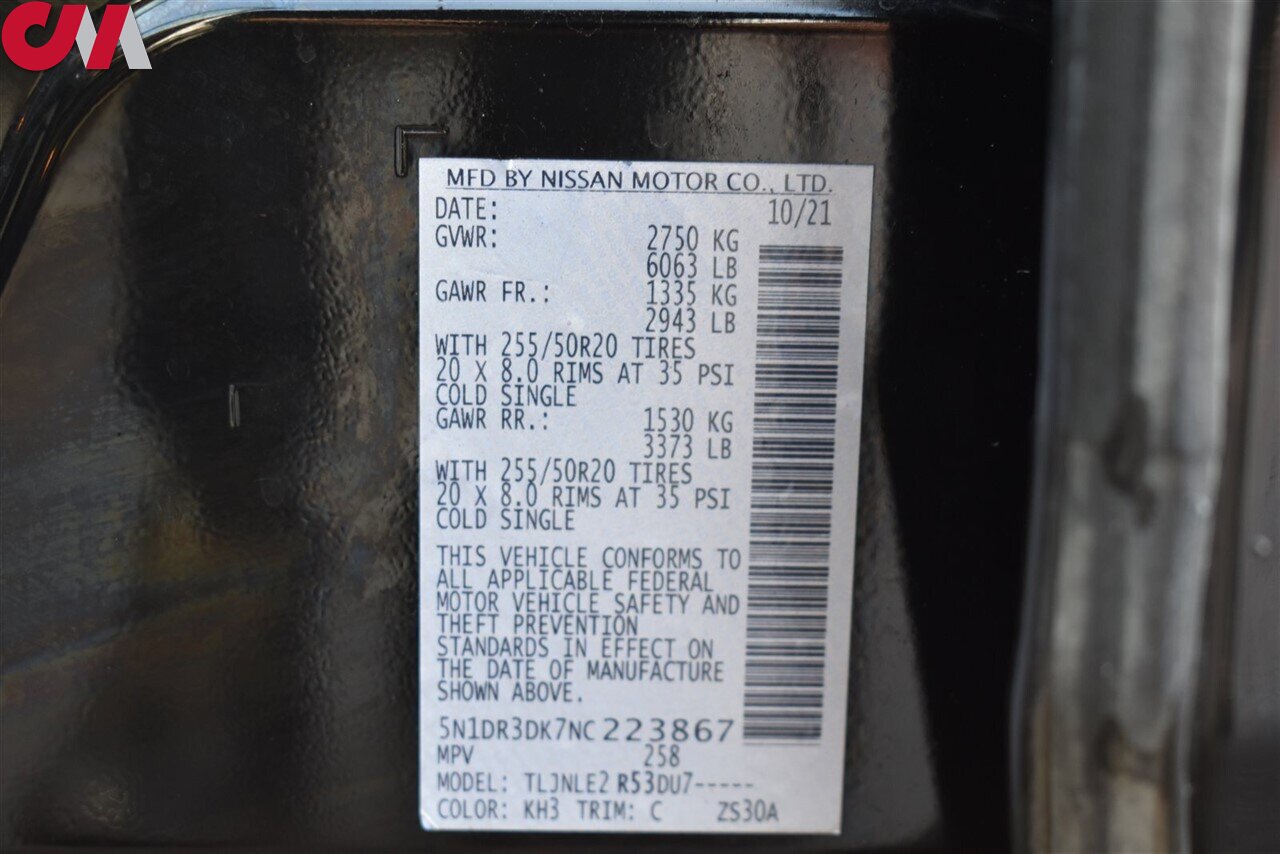 CM
MFD BY NISSAN MOTOR CO., LTD.
DATE: 10/21
GVWR: 2750 KG
6063 LB
GAWR FR.: 1335 KG
2943 LB
WITH 255/50R20 TIRES
20 X 8.0 RIMS AT 35 PSI
COLD SINGLE
GAWR RR.: 1530 KG
3373 LB
WITH 255/50R20 TIRES
20 X 8.0 RIMS AT 35 PSI
COLD SINGLE
THIS VEHICLE CONFORMS TO
ALL APPLICABLE FEDERAL
MOTOR VEHICLE SAFETY AND
THEFT PREVENTION
STANDARDS IN EFFECT ON
THE DATE OF MANUFACTURE
SHOWN ABOVE.
5N1DR3DK7NC223867
MPV 258
MODEL: TLJNLE2 R53DU7-----
COLOR: KH3 TRIM: C ZS30A